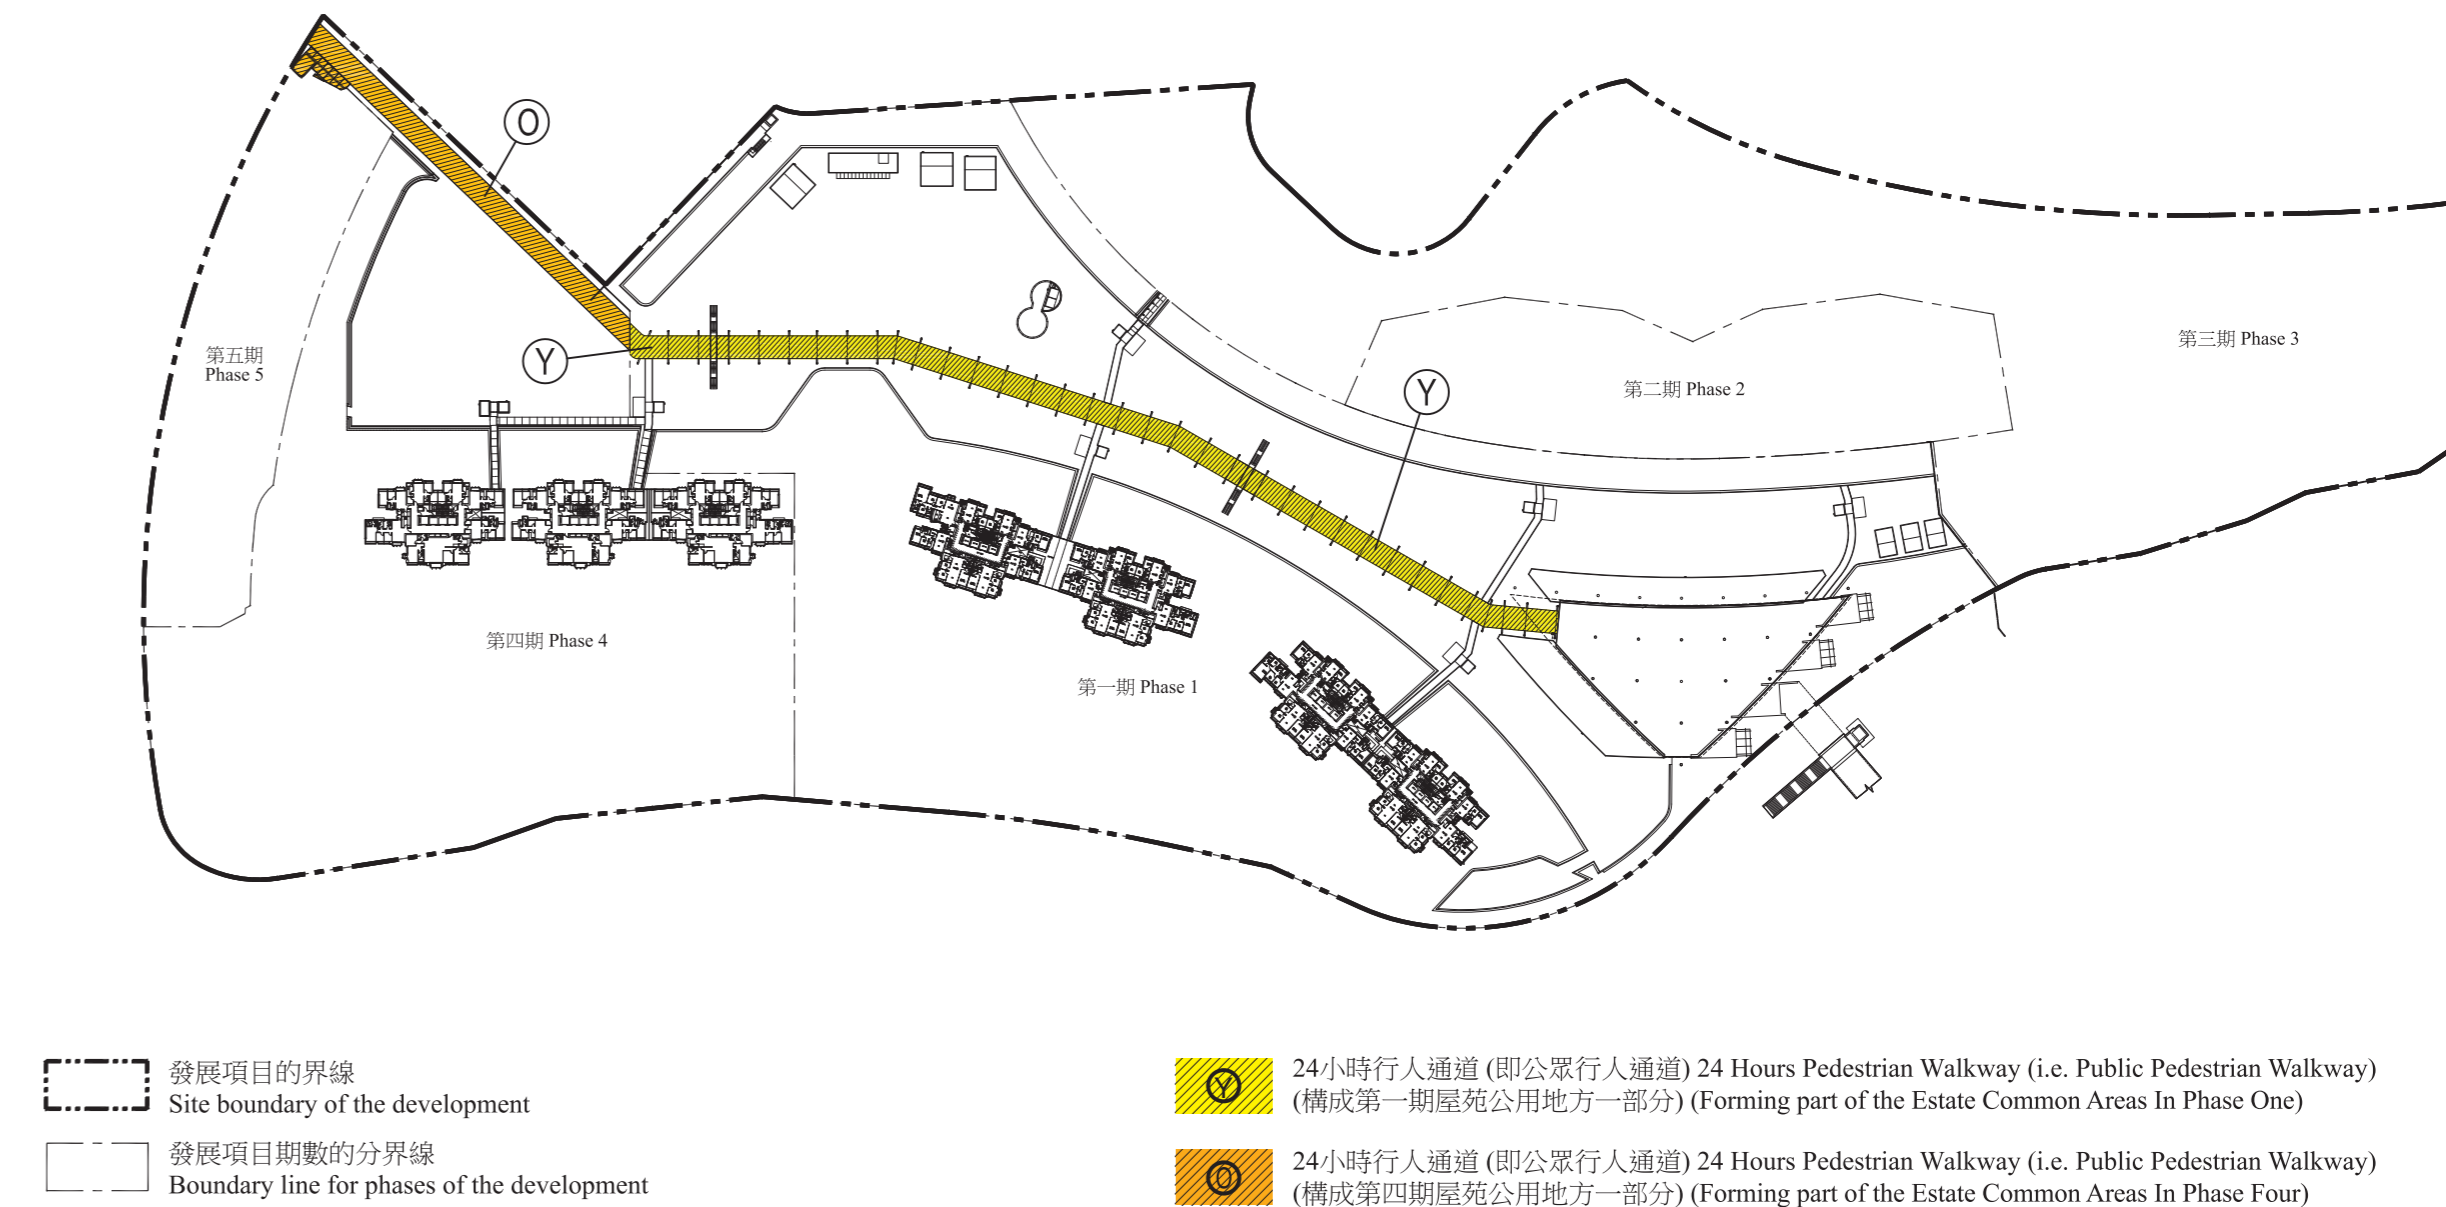 O
Y
Y
第五期
Phase 5
第三期 Phase 3
第二期 Phase 2
第四期 Phase 4
第一期 Phase 1
發展項目的界線
Site boundary of the development
發展項目期數的分界線
Boundary line for phases of the development
Y
24小時行人通道 (即公眾行人通道) 24 Hours Pedestrian Walkway (i.e. Public Pedestrian Walkway)
(構成第一期屋苑公用地方一部分) (Forming part of the Estate Common Areas In Phase One)
O
24小時行人通道 (即公眾行人通道) 24 Hours Pedestrian Walkway (i.e. Public Pedestrian Walkway)
(構成第四期屋苑公用地方一部分) (Forming part of the Estate Common Areas In Phase Four)